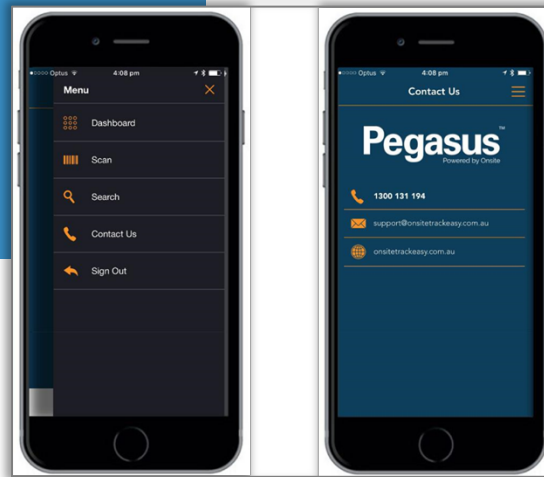 ●●○○○ Optus 4:08 pm
Menu
Dashboard
Scan
Search
Contact Us
Sign Out
●○○○○ Optus 4:08 pm
Contact Us
Pegasus™
Powered by Onsite
1300 131 194
support@onsitetrackeasy.com.au
onsitetrackeasy.com.au